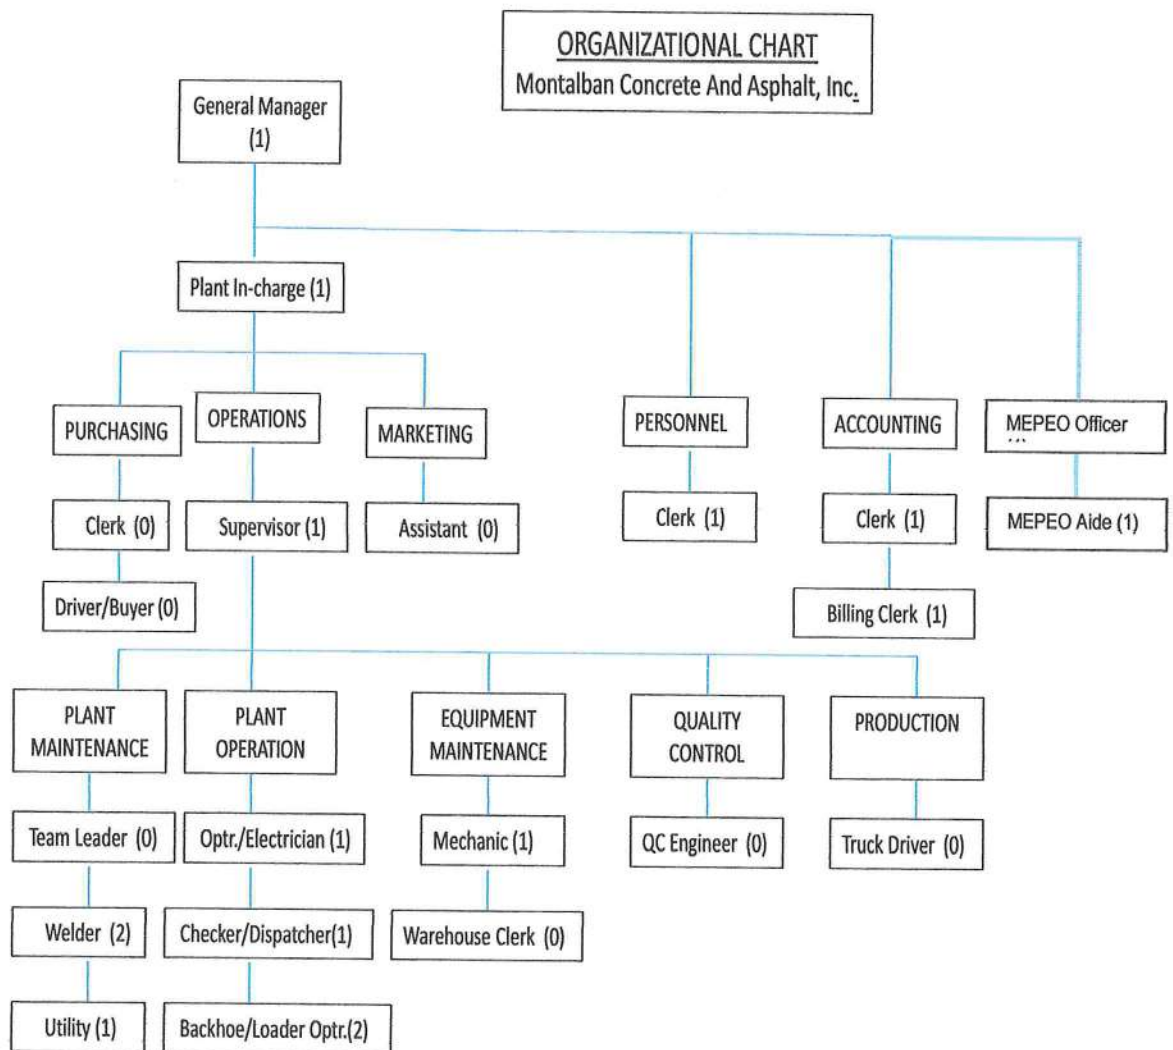 ORGANIZATIONAL CHART
Montalban Concrete And Asphalt, Inc.
General Manager
(1)
Plant In-charge (1)
PURCHASING
OPERATIONS
MARKETING
PERSONNEL
ACCOUNTING
MEPEO Officer
Clerk (0)
Supervisor (1)
Assistant (0)
Clerk (1)
Clerk (1)
MEPEO Aide (1)
Driver/Buyer (0)
Billing Clerk (1)
PLANT
MAINTENANCE
PLANT
OPERATION
EQUIPMENT
MAINTENANCE
QUALITY
CONTROL
PRODUCTION
Team Leader (0)
Optr./Electrician (1)
Mechanic (1)
QC Engineer (0)
Truck Driver (0)
Welder (2)
Checker/Dispatcher(1)
Warehouse Clerk (0)
Utility (1)
Backhoe/Loader Optr.(2)